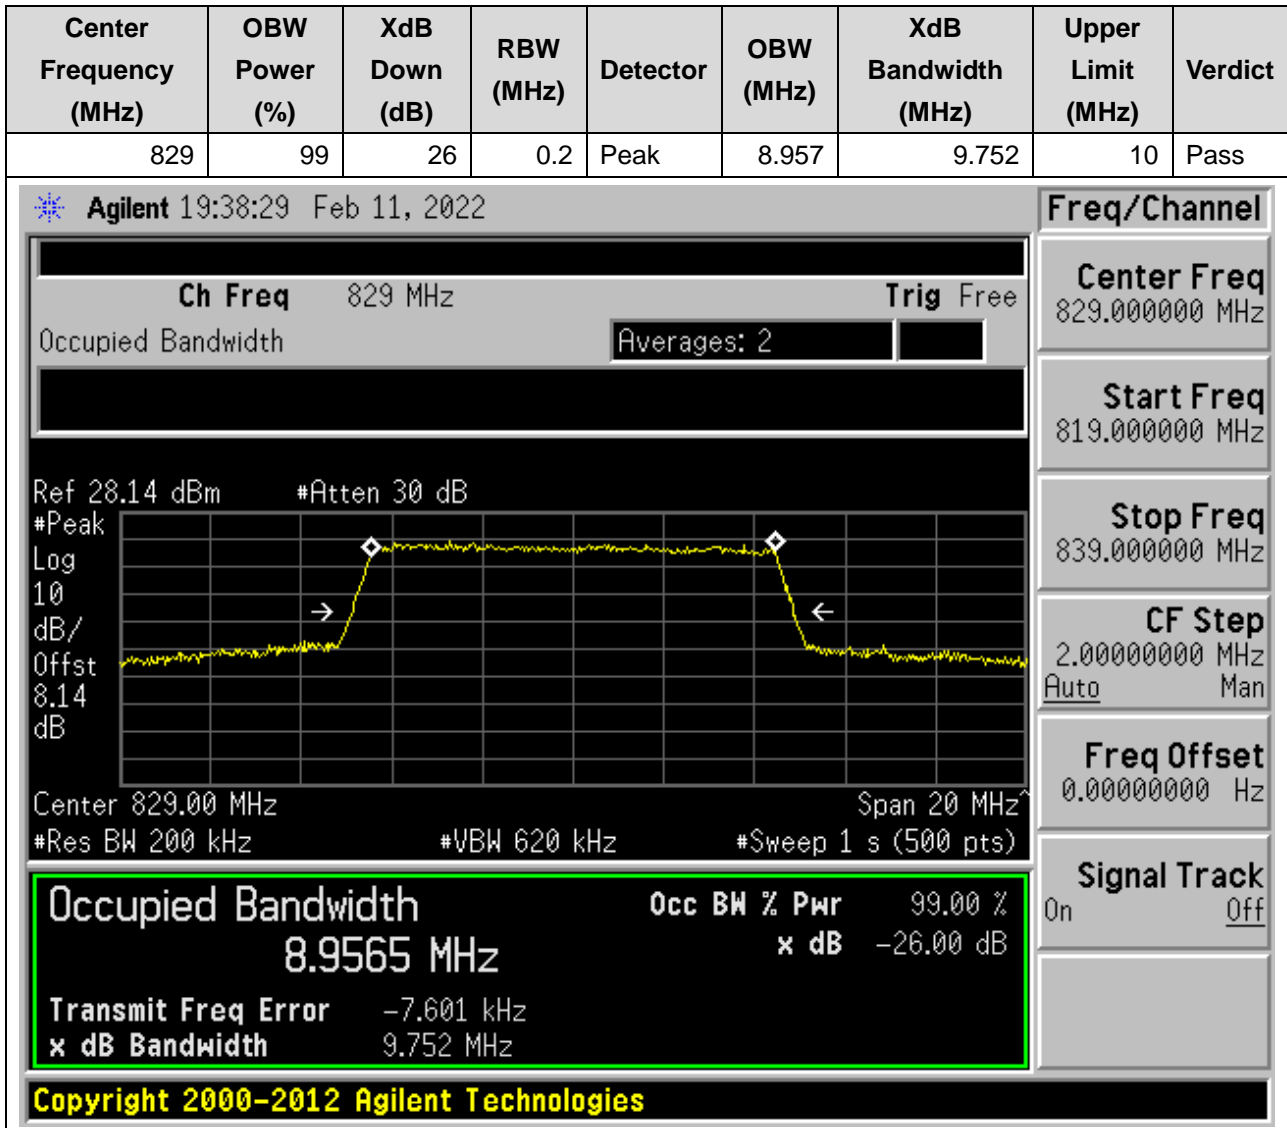 Center Frequency (MHz) OBW Power (%) XdB Down (dB) RBW (MHz) Detector OBW (MHz) XdB Bandwidth (MHz) Upper Limit (MHz) Verdict
829 99 26 0.2 Peak 8.957 9.752 10 Pass
Agilent 19:38:29 Feb 11, 2022
Freq/Channel
Ch Freq 829 MHz Trig Free
Occupied Bandwidth Averages: 2
Ref 28.14 dBm #Atten 30 dB
#Peak
Log
10
dB/
Offst
8.14
dB
Center 829.00 MHz Span 20 MHz^
#Res BW 200 kHz #VBW 620 kHz #Sweep 1 s (500 pts)
Occupied Bandwidth Occ BW % Pwr 99.00 %
8.9565 MHz x dB -26.00 dB
Transmit Freq Error -7.601 kHz
x dB Bandwidth 9.752 MHz
Center Freq
829.000000 MHz
Start Freq
819.000000 MHz
Stop Freq
839.000000 MHz
CF Step
2.00000000 MHz
Auto Man
Freq Offset
0.00000000 Hz
Signal Track
On Off
Copyright 2000-2012 Agilent Technologies